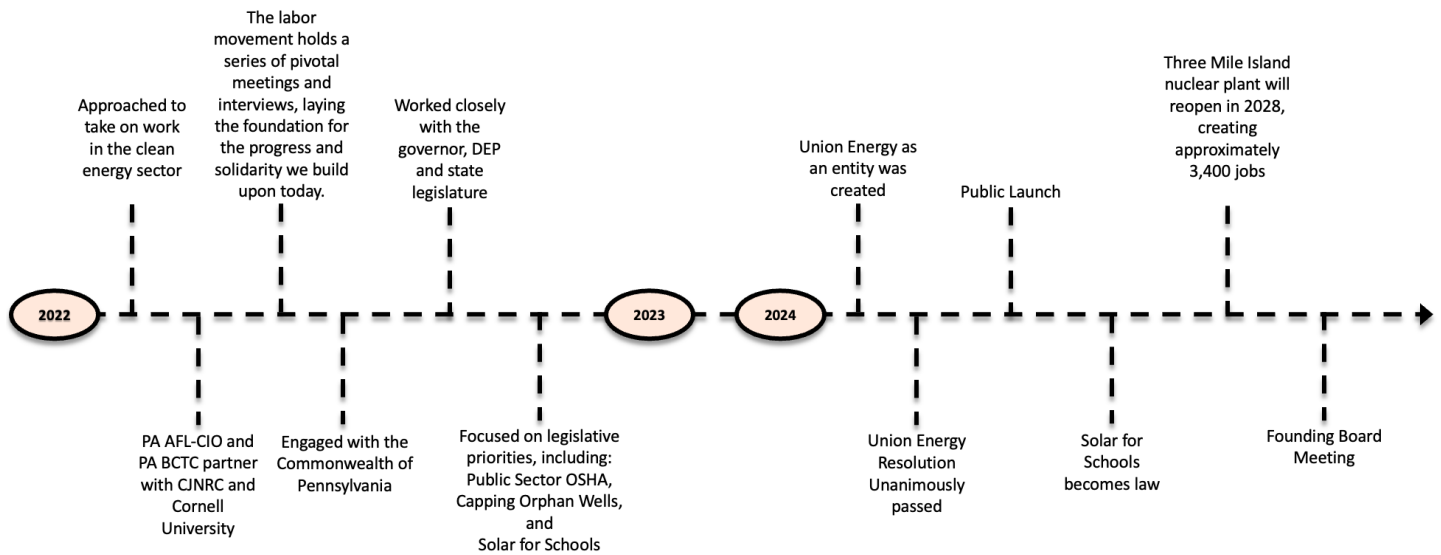 Approached to
take on work
in the clean
energy sector
The labor
movement holds a
series of pivotal
meetings and
interviews, laying
the foundation for
the progress and
solidarity we build
upon today.
Worked closely
with the
governor, DEP
and state
legislature
Union Energy as
an entity was
created
Public Launch
Three Mile Island
nuclear plant will
reopen in 2028,
creating
approximately
3,400 jobs
2022
2023
2024
PA AFL-CIO and
PA BCTC partner
with CJNRC and
Cornell
University
Engaged with the
Commonwealth of
Pennsylvania
Focused on legislative
priorities, including:
Public Sector OSHA,
Capping Orphan Wells,
and
Solar for Schools
Union Energy
Resolution
Unanimously
passed
Solar for
Schools
becomes law
Founding Board
Meeting